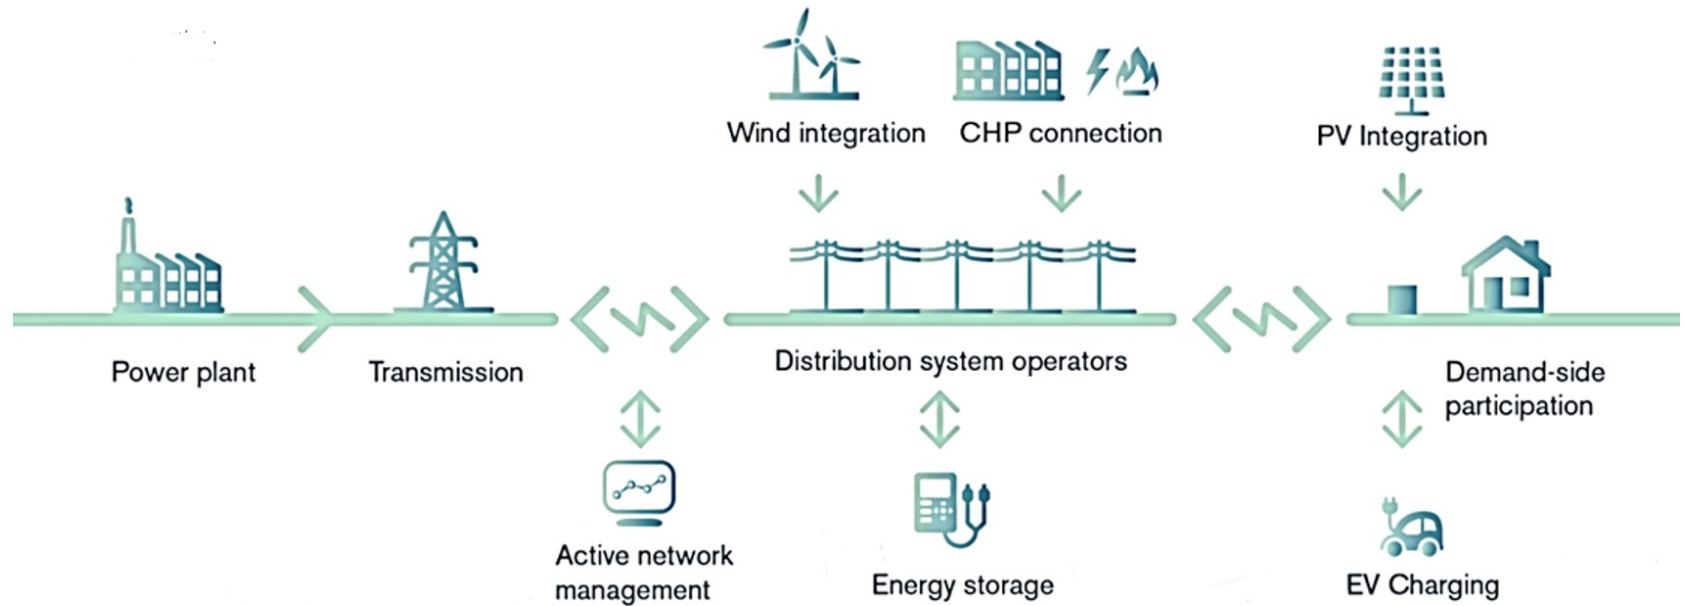 Wind integration
CHP connection
PV Integration
Power plant
Transmission
Distribution system operators
Demand-side
participation
Active network
management
Energy storage
EV Charging